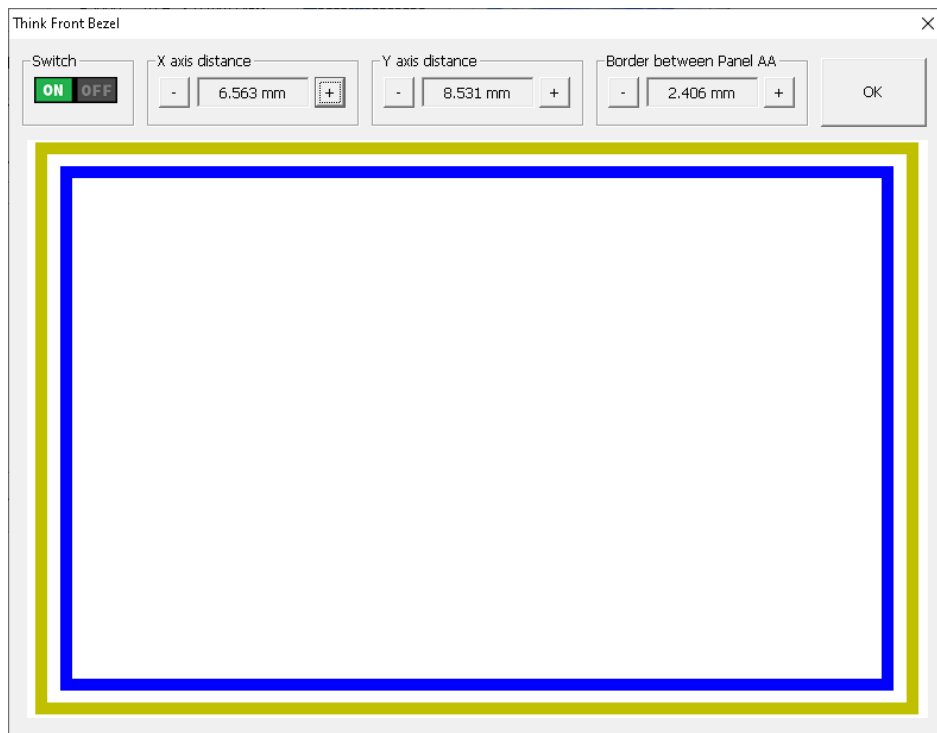 Think Front Bezel
Switch
X axis distance
Y axis distance
Border between Panel AA
ON OFF
- 6.563 mm +
- 8.531 mm +
- 2.406 mm +
OK